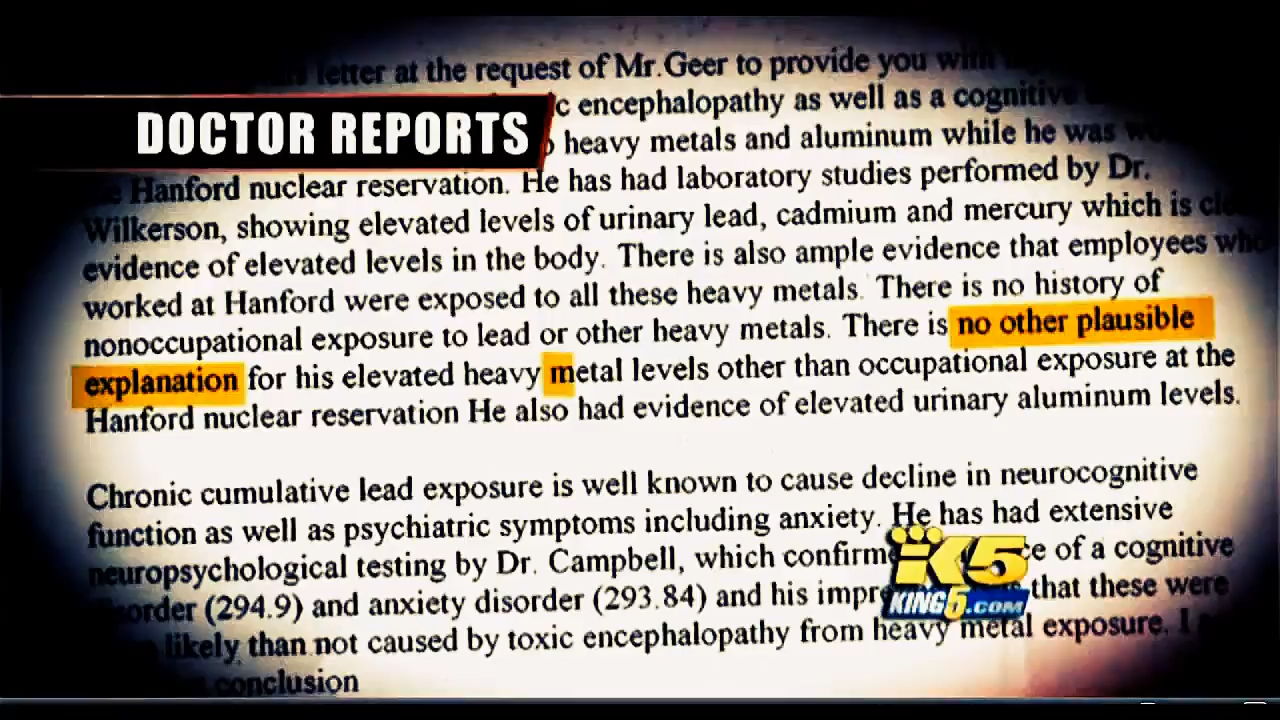 letter at the request of Mr.Geer to provide you with
c encephalopathy as well as a cognitive
DOCTOR REPORTS
heavy metals and aluminum while he was
Hanford nuclear reservation. He has had laboratory studies performed by Dr.
Wilkerson, showing elevated levels of urinary lead, cadmium and mercury which is
evidence of elevated levels in the body. There is also ample evidence that employees who
worked at Hanford were exposed to all these heavy metals. There is no history of
nonoccupational exposure to lead or other heavy metals. There is no other plausible
explanation for his elevated heavy metal levels other than occupational exposure at the
Hanford nuclear reservation He also had evidence of elevated urinary aluminum levels.
Chronic cumulative lead exposure is well known to cause decline in neurocognitive
function as well as psychiatric symptoms including anxiety. He has had extensive
neuropsychological testing by Dr. Campbell, which confirm e of a cognitive
order (294.9) and anxiety disorder (293.84) and his impr that these were
likely than not caused by toxic encephalopathy from heavy metal exposure. I
conclusion
K5
KING5.COM